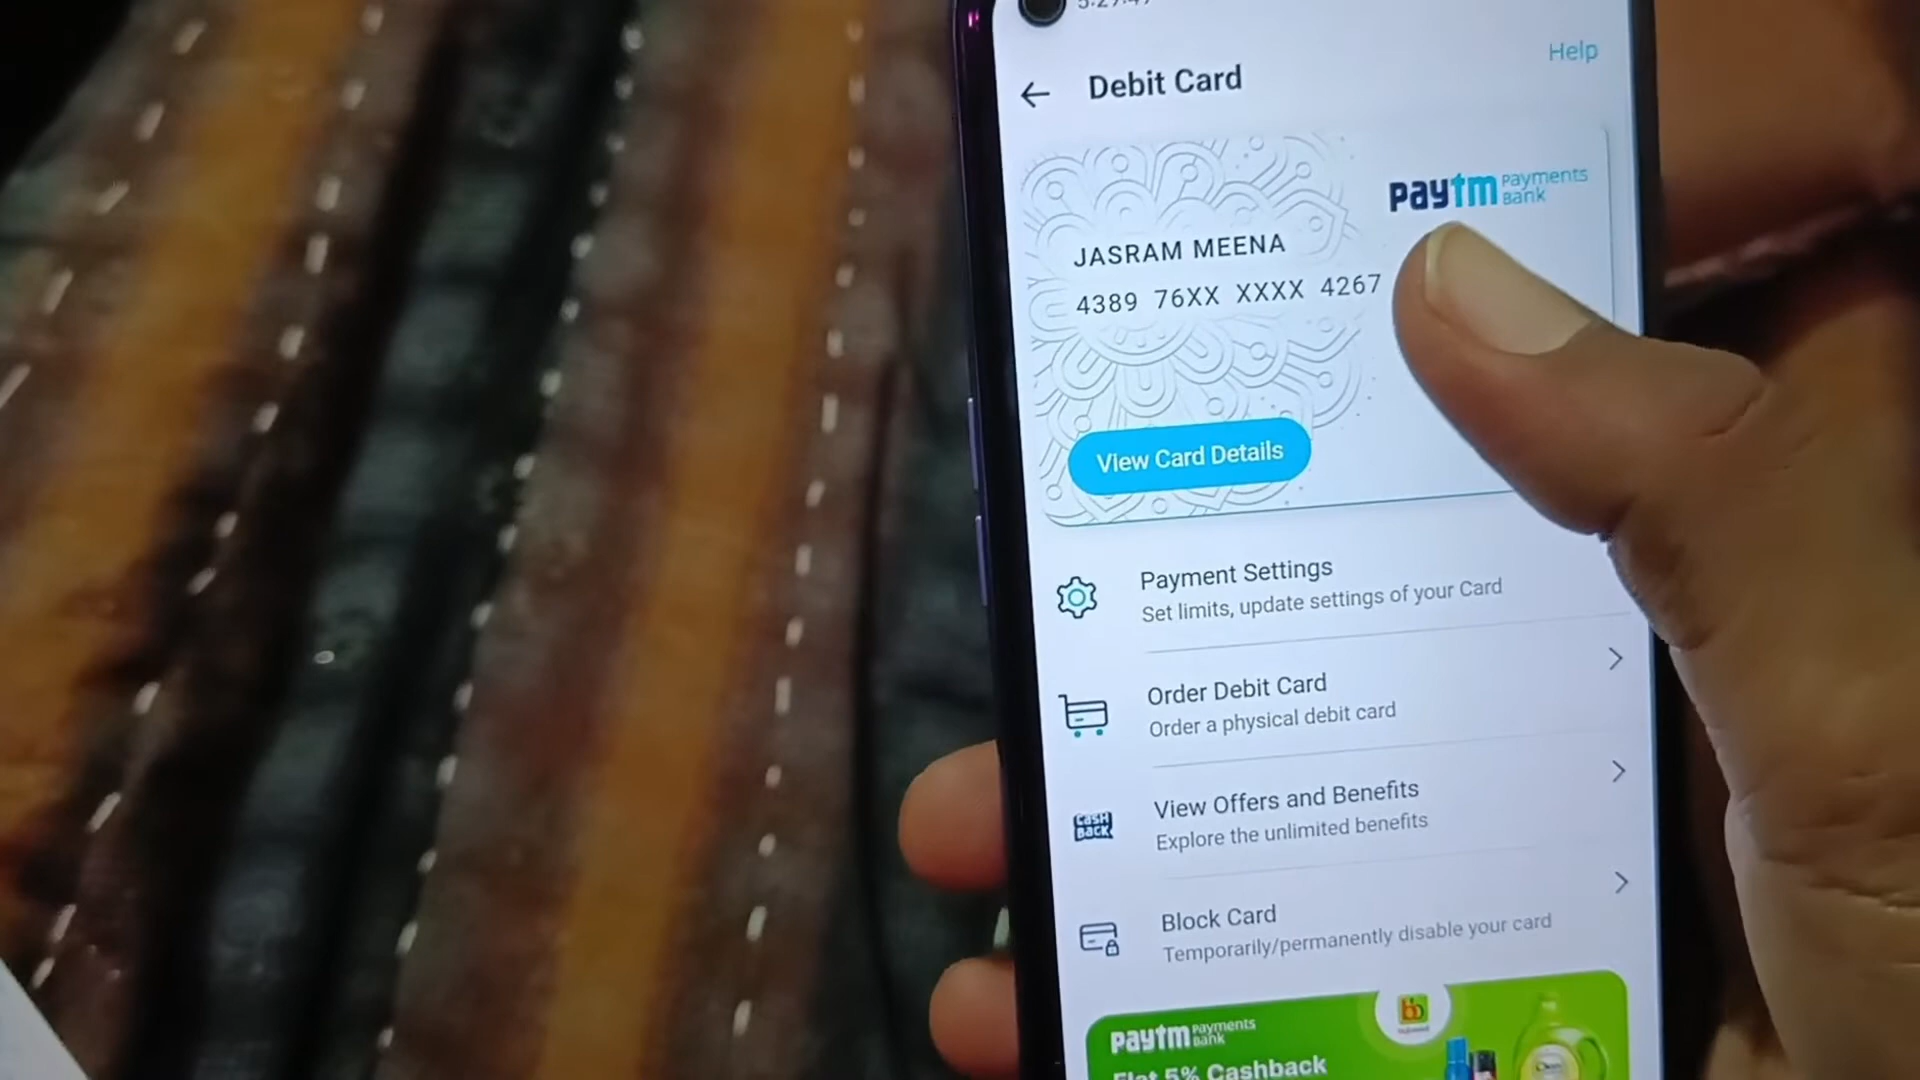 Help
Debit Card
paytm Payments Bank
JASRAM MEENA
4389 76XX XXXX 4267
View Card Details
Payment Settings
Set limits, update settings of your Card
Order Debit Card
Order a physical debit card
CASH BACK
View Offers and Benefits
Explore the unlimited benefits
Block Card
Temporarily/permanently disable your card
paytm Payments Bank
bb
Flat 5% Cashback